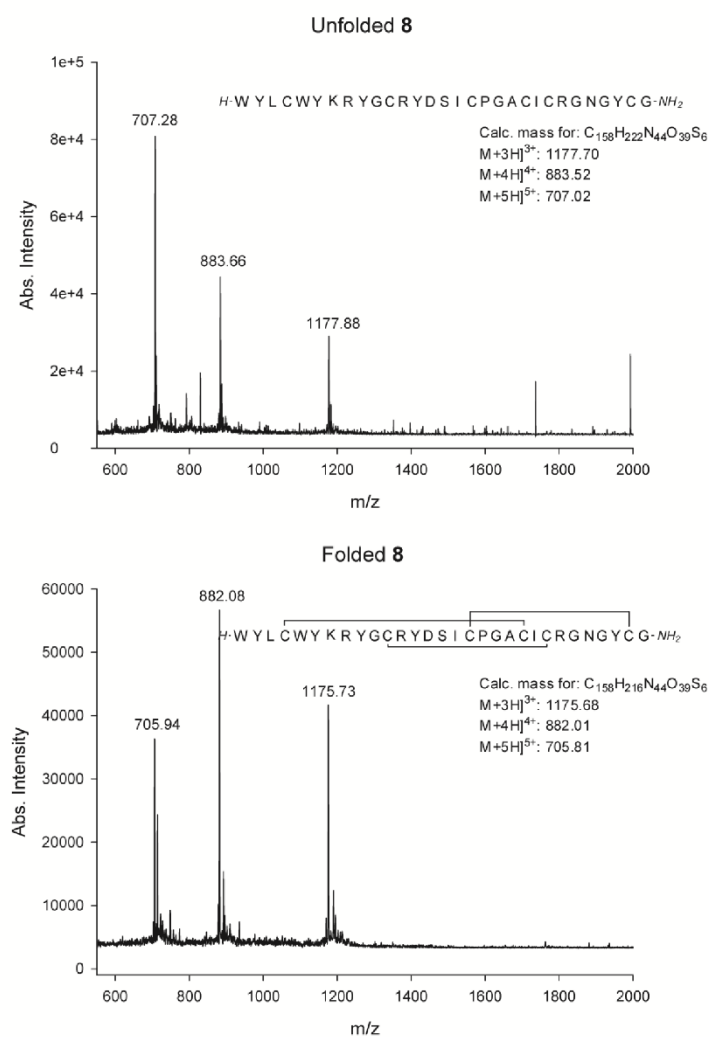 Unfolded 8
1e+5
H-W Y L C W Y K R Y G C R Y D S I C P G A C I C R G N G Y C G-NH2
707.28
Calc. mass for: C158H222N44O39S6
M+3H]3+: 1177.70
M+4H]4+: 883.52
M+5H]5+: 707.02
8e+4
6e+4
883.66
Abs. Intensity
4e+4
1177.88
2e+4
0
600 800 1000 1200 1400 1600 1800 2000
m/z
Folded 8
60000
882.08
H-W Y L C W Y K R Y G C R Y D S I C P G A C I C R G N G Y C G-NH2
50000
Calc. mass for: C158H216N44O39S6
M+3H]3+: 1175.68
M+4H]4+: 882.01
M+5H]5+: 705.81
1175.73
705.94
40000
Abs. Intensity
30000
20000
10000
0
600 800 1000 1200 1400 1600 1800 2000
m/z